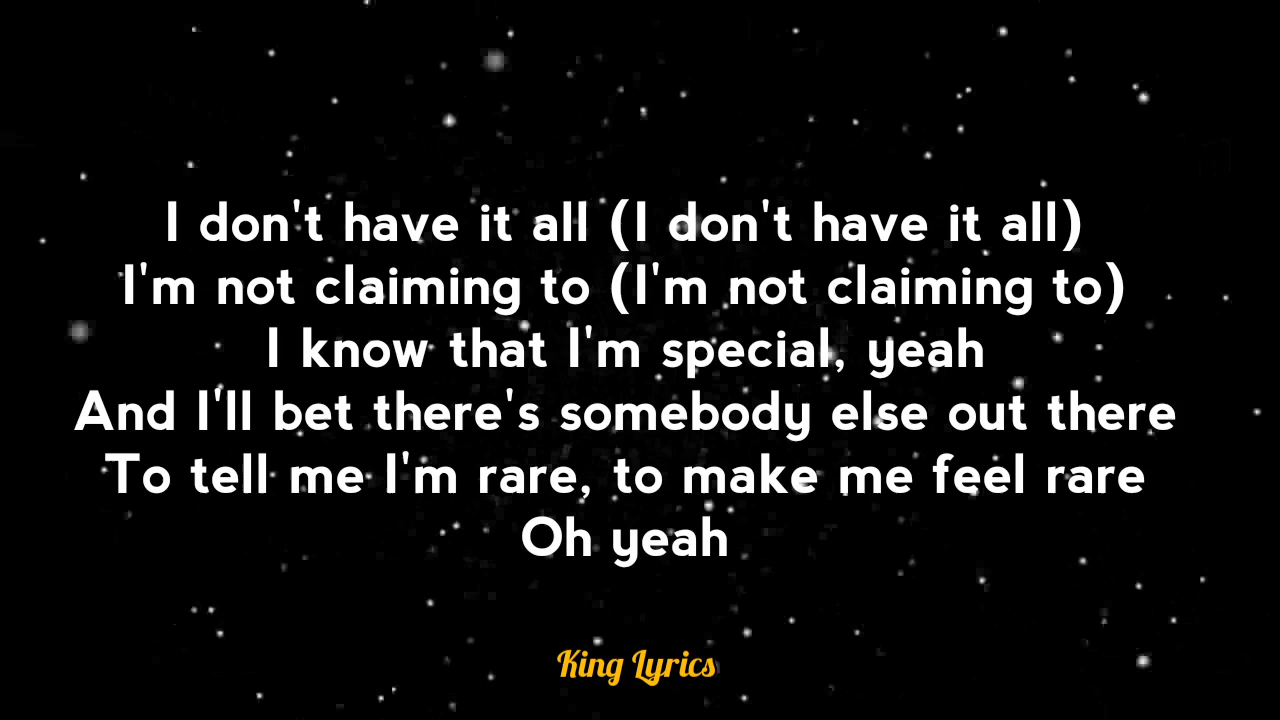 I don't have it all (I don't have it all)
I'm not claiming to (I'm not claiming to)
I know that I'm special, yeah
And I'll bet there's somebody else out there
To tell me I'm rare, to make me feel rare
Oh yeah
King Lyrics